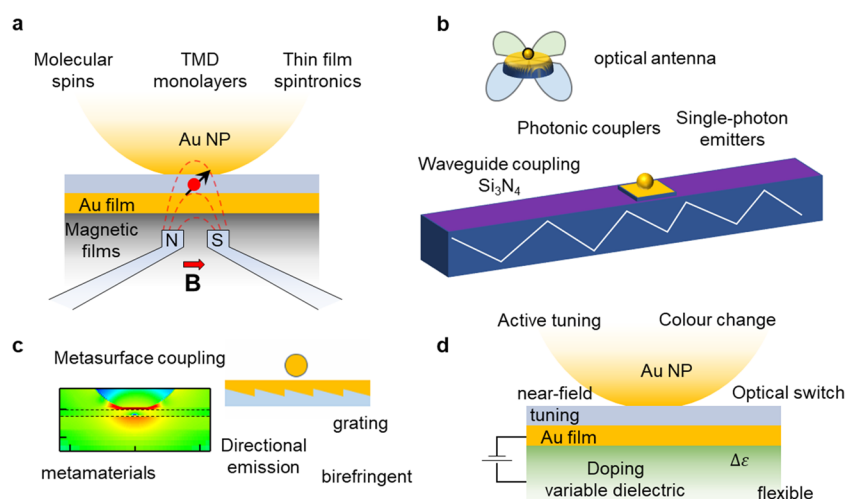 a
Molecular spins
TMD monolayers
Thin film spintronics
Au NP
Au film
Magnetic films
N
S
B
b
optical antenna
Photonic couplers
Single-photon emitters
Waveguide coupling
Si₃N₄
c
Metasurface coupling
grating
Directional emission
metamaterials
birefringent
d
Active tuning
Colour change
Au NP
near-field tuning
Optical switch
Au film
Δε
Doping
variable dielectric
flexible